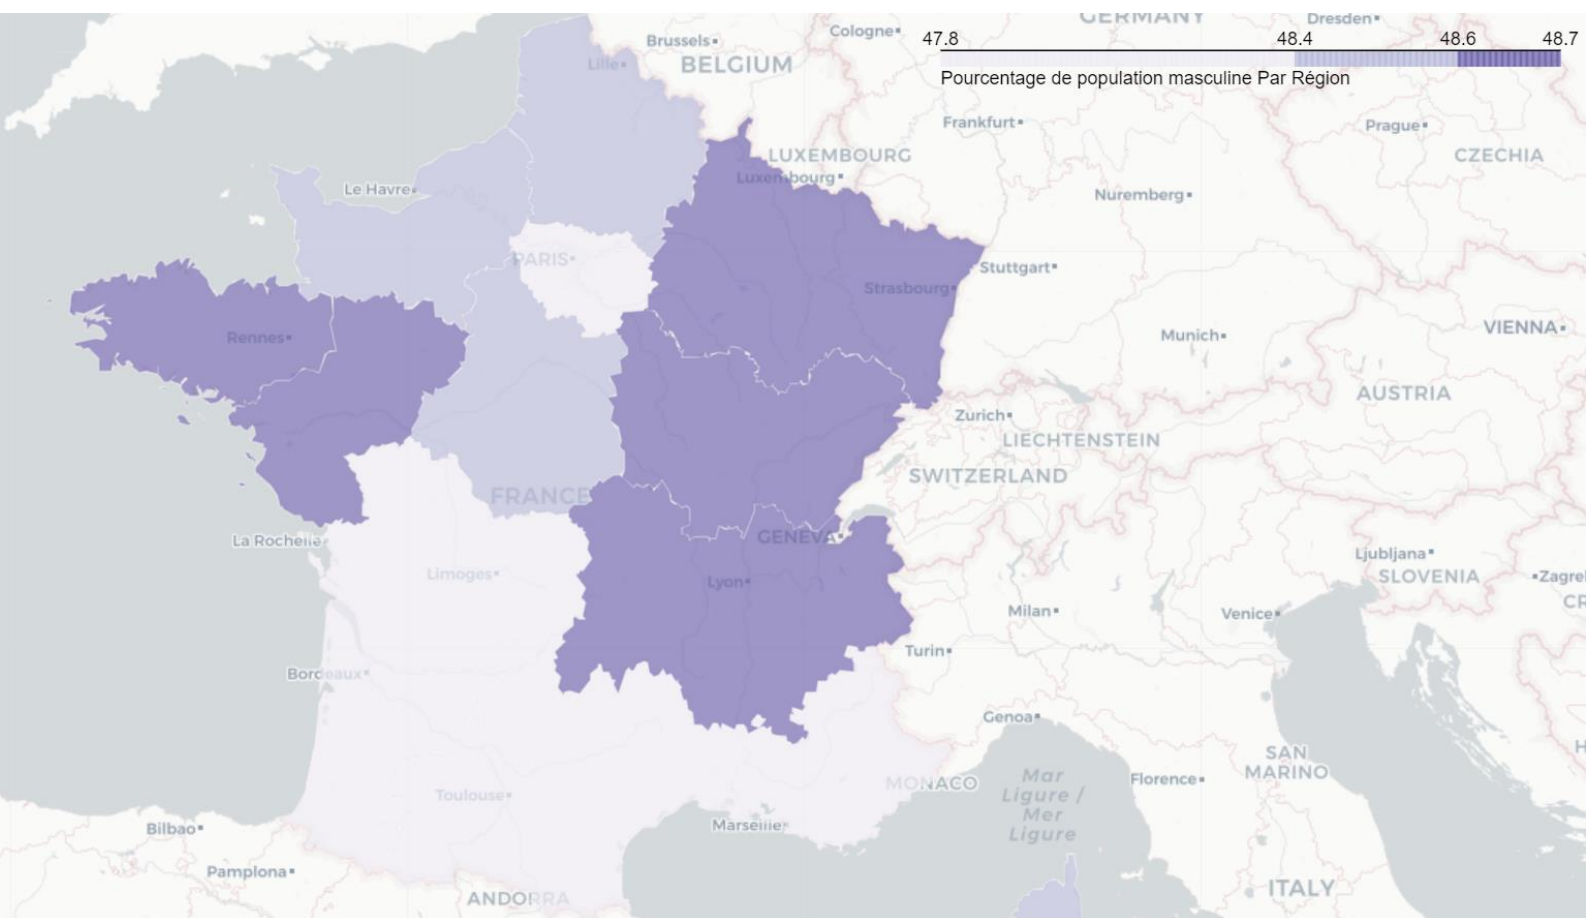 GERMANY
Dresden
Cologne
Brussels
BELGIUM
Lille
47.8 48.4 48.6 48.7
Pourcentage de population masculine Par Région
Frankfurt
Prague
LUXEMBOURG
CZECHIA
Luxembourg
Le Havre
Nuremberg
PARIS
Stuttgart
Strasbourg
Rennes
Munich
VIENNA
AUSTRIA
Zurich
LIECHTENSTEIN
SWITZERLAND
FRANCE
GENEVA
La Rochelle
Ljubljana
SLOVENIA
Zagre
CR
Limoges
Lyon
Milan
Venice
Turin
Bordeaux
Genoa
SAN
MARINO
H
MONACO
Mar
Ligure /
Mer
Ligure
Florence
Toulouse
Marseille
Bilbao
Pamplona
ANDORRA
ITALY